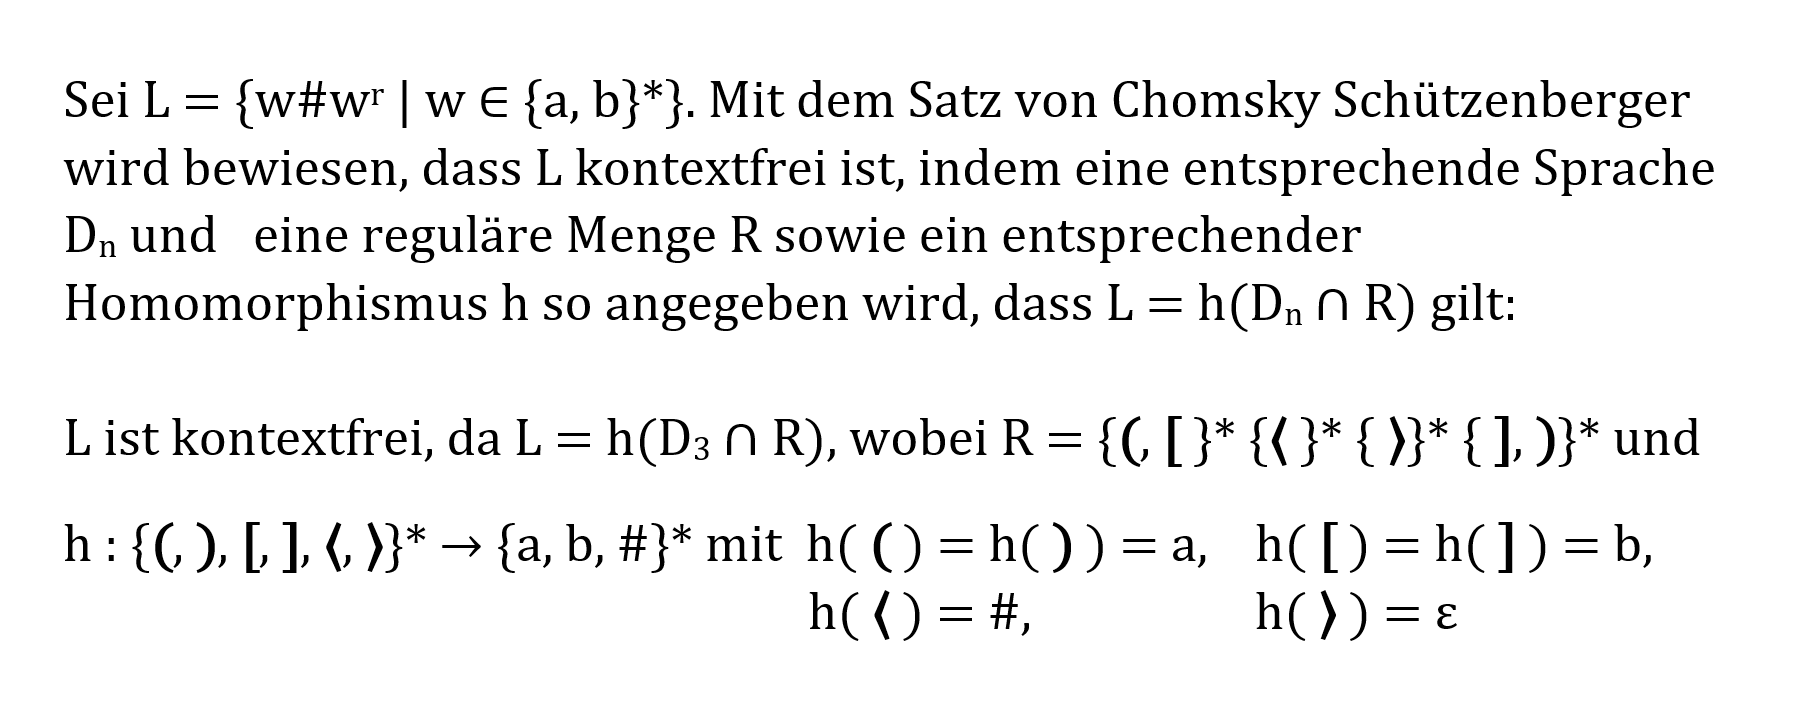 Sei L = {w#wʳ | w ∈ {a, b}*}. Mit dem Satz von Chomsky Schützenberger
wird bewiesen, dass L kontextfrei ist, indem eine entsprechende Sprache
Dₙ und eine reguläre Menge R sowie ein entsprechender
Homomorphismus h so angegeben wird, dass L = h(Dₙ ∩ R) gilt:
L ist kontextfrei, da L = h(D₃ ∩ R), wobei R = {(, [ }* {⟨ }* { ⟩}* { ], )}* und
h : {(, ), [, ], ⟨, ⟩}* → {a, b, #}* mit h( ( ) = h( ) ) = a, h( [ ) = h( ] ) = b,
h( ⟨ ) = #, h( ⟩ ) = ε